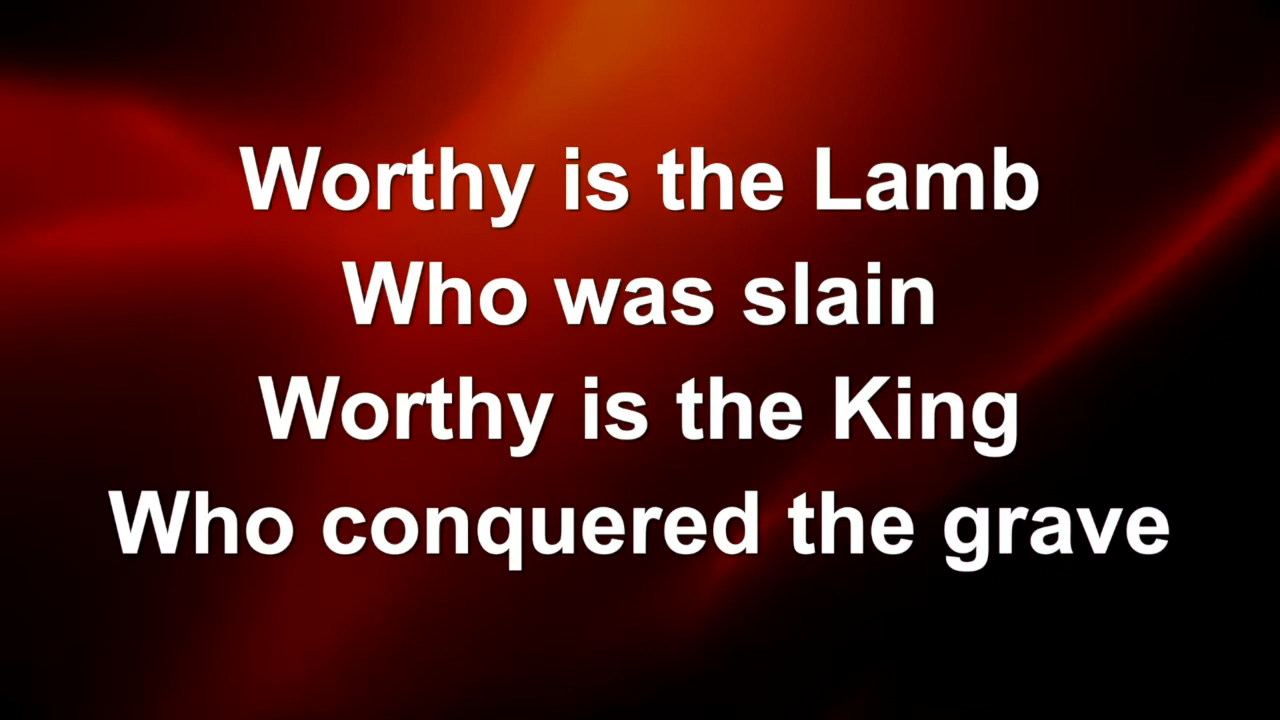 Worthy is the Lamb
Who was slain
Worthy is the King
Who conquered the grave